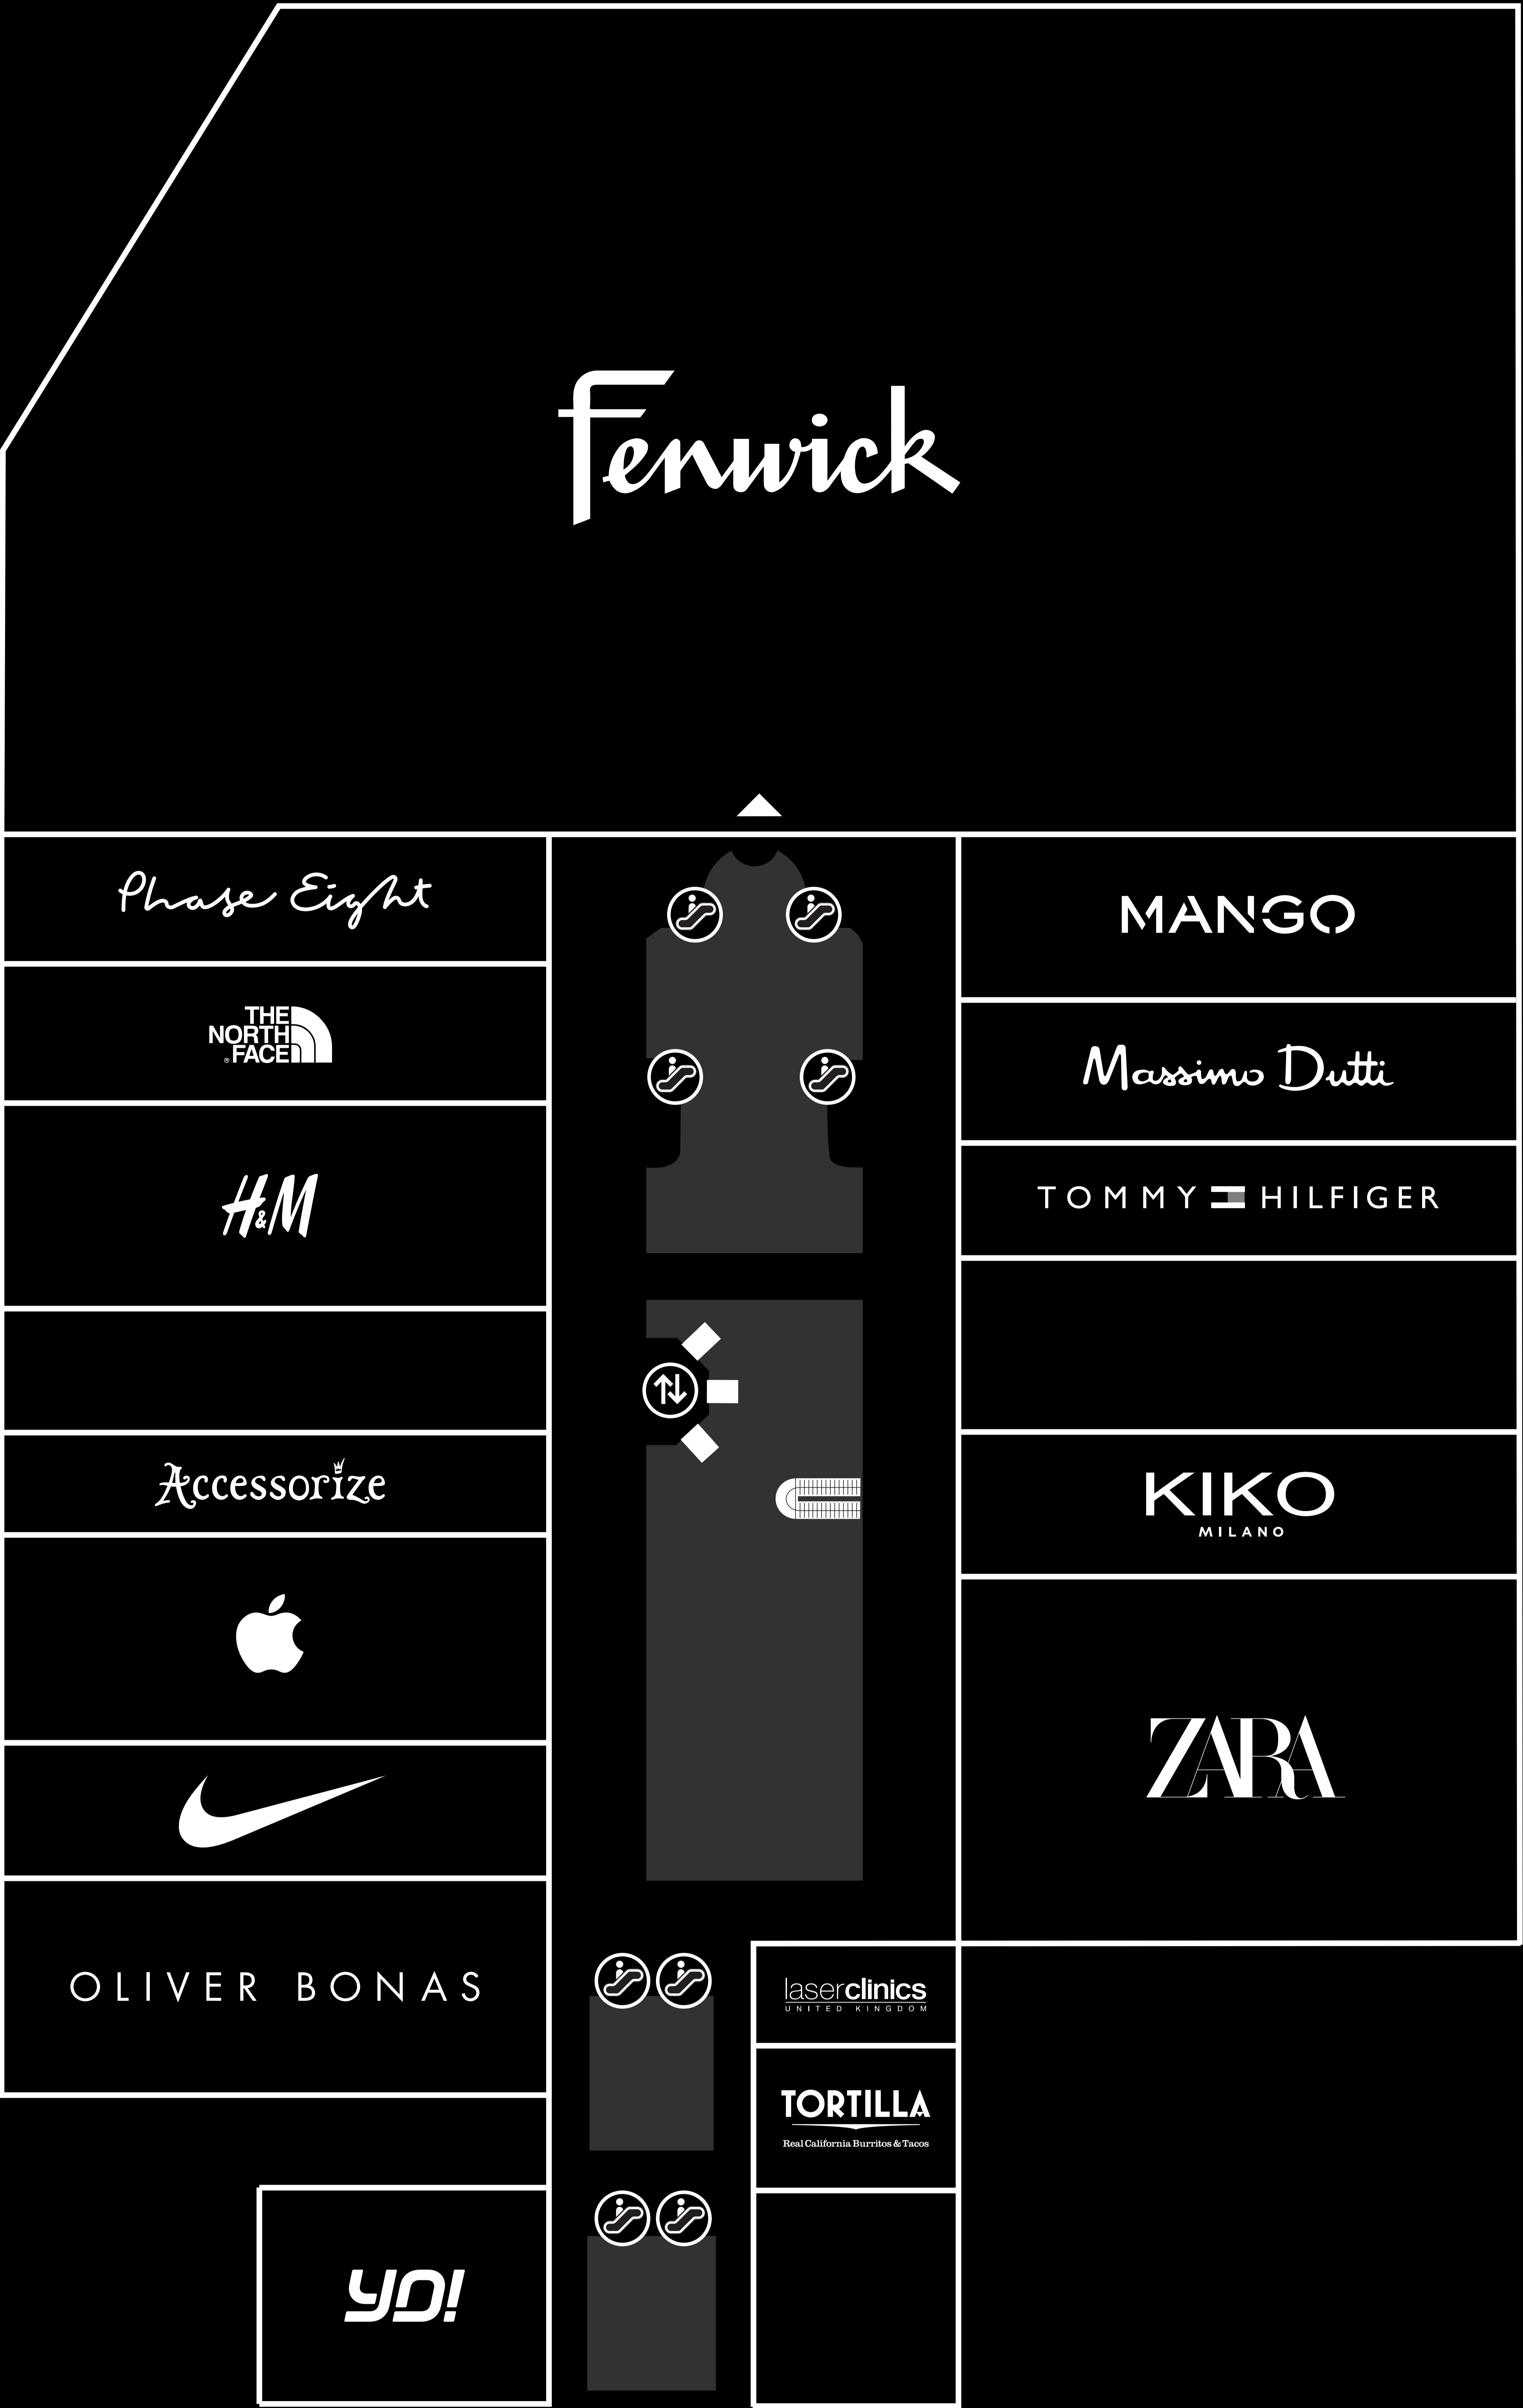 Fenwick
Phase Eight
MANGO
THE
NORTH
FACE
®
Massimo Dutti
H&M
TOMMY HILFIGER
Accessorize
KIKO
MILANO
ZARA
OLIVER BONAS
laserclinics
UNITED KINGDOM
TORTILLA
Real California Burritos & Tacos
YO!